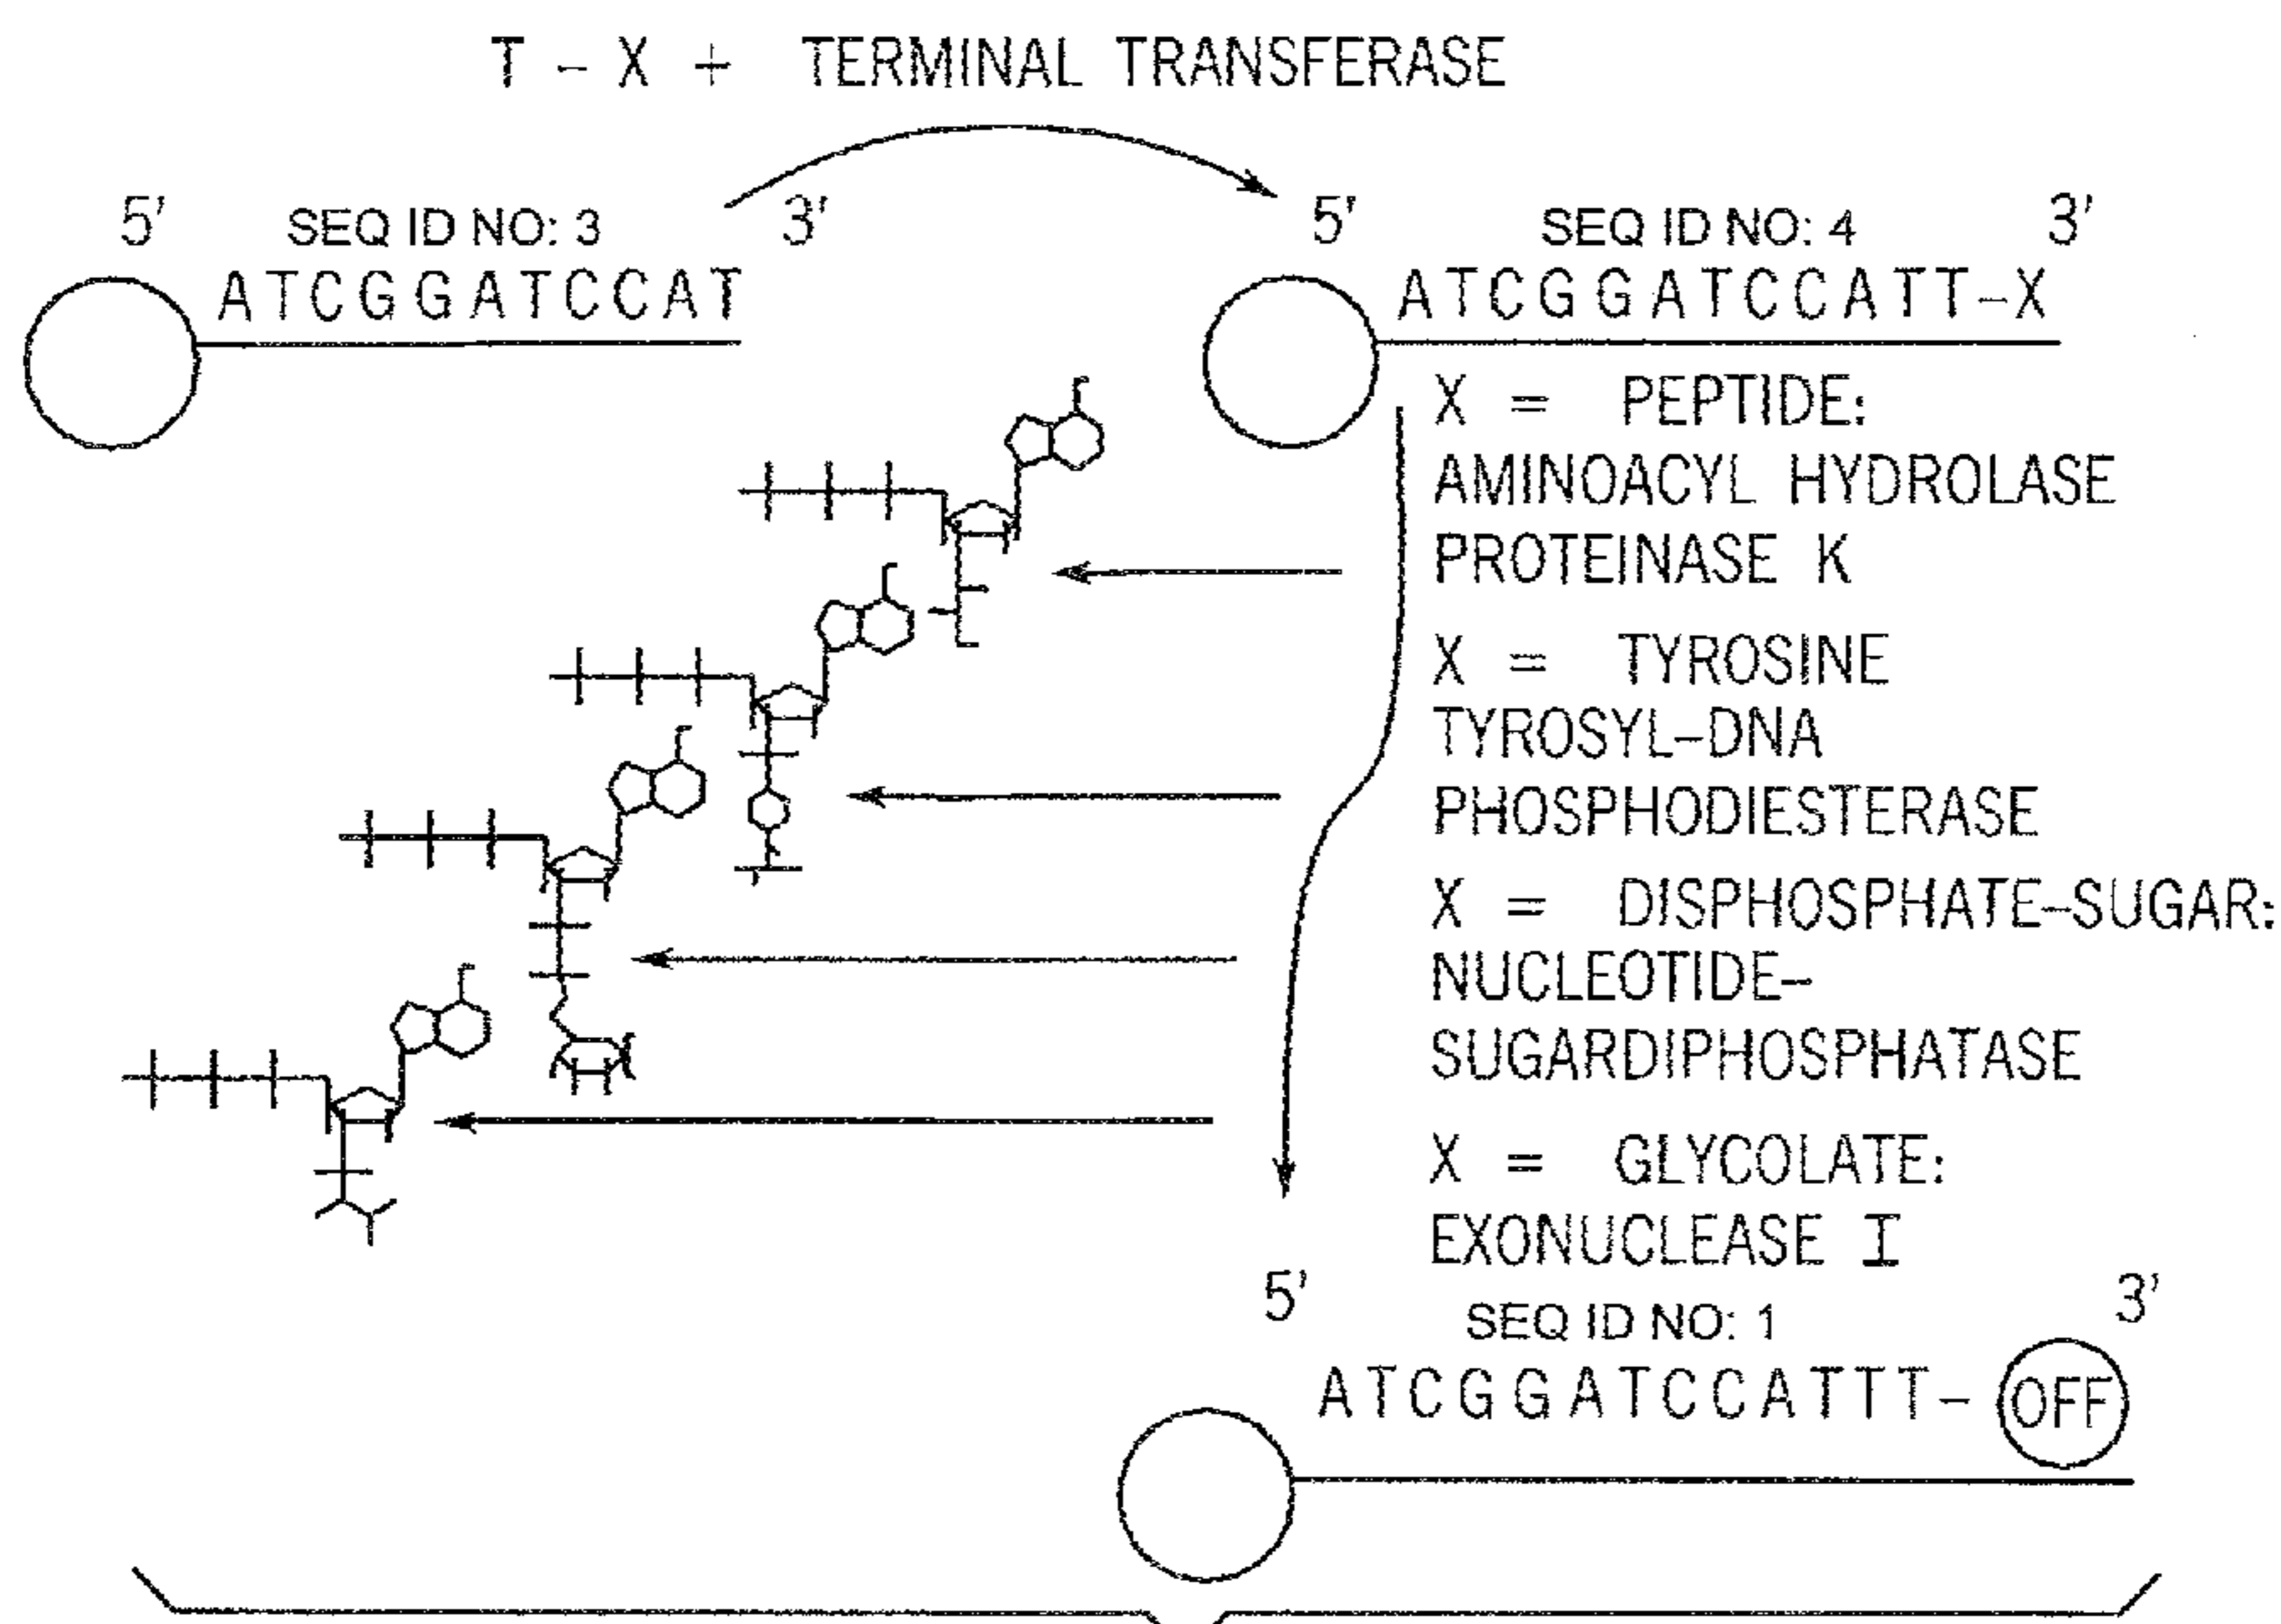 T - X + TERMINAL TRANSFERASE
5' SEQ ID NO: 3 3'
ATCGGATCCAT
5' SEQ ID NO: 4 3'
ATCGGATCCATT-X
X = PEPTIDE:
AMINOACYL HYDROLASE
PROTEINASE K
X = TYROSINE
TYROSYL-DNA
PHOSPHODIESTERASE
X = DISPHOSPHATE-SUGAR:
NUCLEOTIDE-
SUGARDIPHOSPHATASE
X = GLYCOLATE:
EXONUCLEASE I
5' SEQ ID NO: 1 3'
ATCGGATCCATTT- OFF